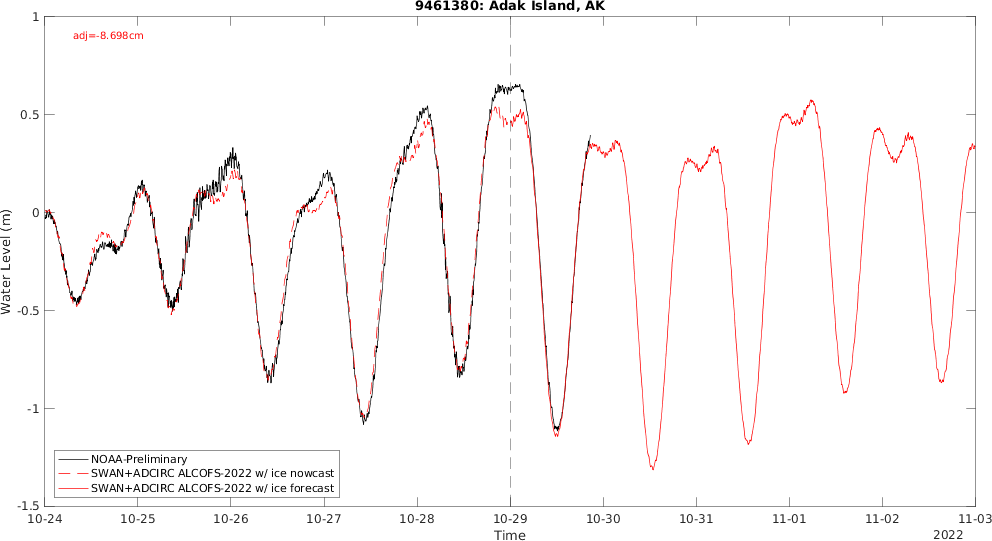 9461380: Adak Island, AK
adj=-8.698cm
Water Level (m)
1
0.5
0
-0.5
-1
-1.5
NOAA-Preliminary
SWAN+ADCIRC ALCOFS-2022 w/ ice nowcast
SWAN+ADCIRC ALCOFS-2022 w/ ice forecast
10-24 10-25 10-26 10-27 10-28 10-29 10-30 10-31 11-01 11-02 11-03
Time
2022